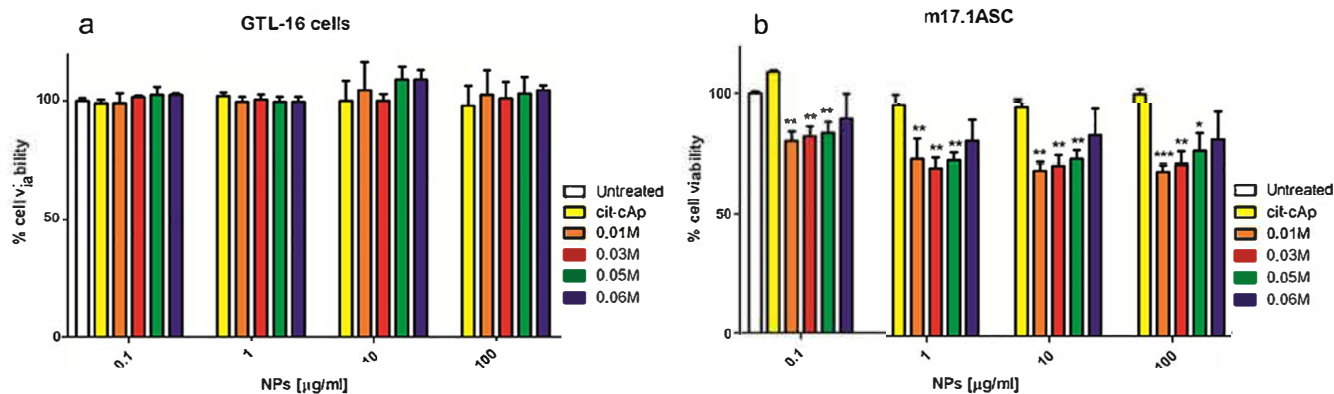 a
GTL-16 cells
% cell viability
100
50
0
0.1
1
10
100
NPs [µg/ml]
Untreated
cit-cAp
0.01M
0.03M
0.05M
0.06M
b
m17.1ASC
% cell viability
100
50
0
** ** **
** ** **
** ** **
*** ** *
0.1
1
10
100
NPs [µg/ml]
Untreated
cit-cAp
0.01M
0.03M
0.05M
0.06M